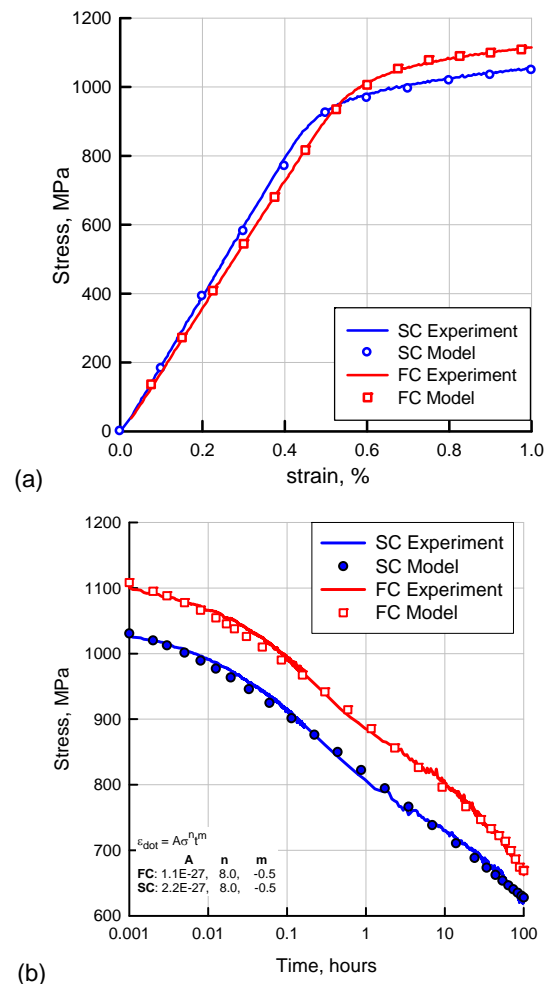 1200
1000
800
600
400
200
0
Stress, MPa
SC Experiment
SC Model
FC Experiment
FC Model
0.0 0.2 0.4 0.6 0.8 1.0
strain, %
(a)
1200
1100
1000
900
800
700
600
Stress, MPa
SC Experiment
SC Model
FC Experiment
FC Model
εdot = Aσⁿtᵐ
A n m
FC: 1.1E-27, 8.0, -0.5
SC: 2.2E-27, 8.0, -0.5
0.001 0.01 0.1 1 10 100
Time, hours
(b)